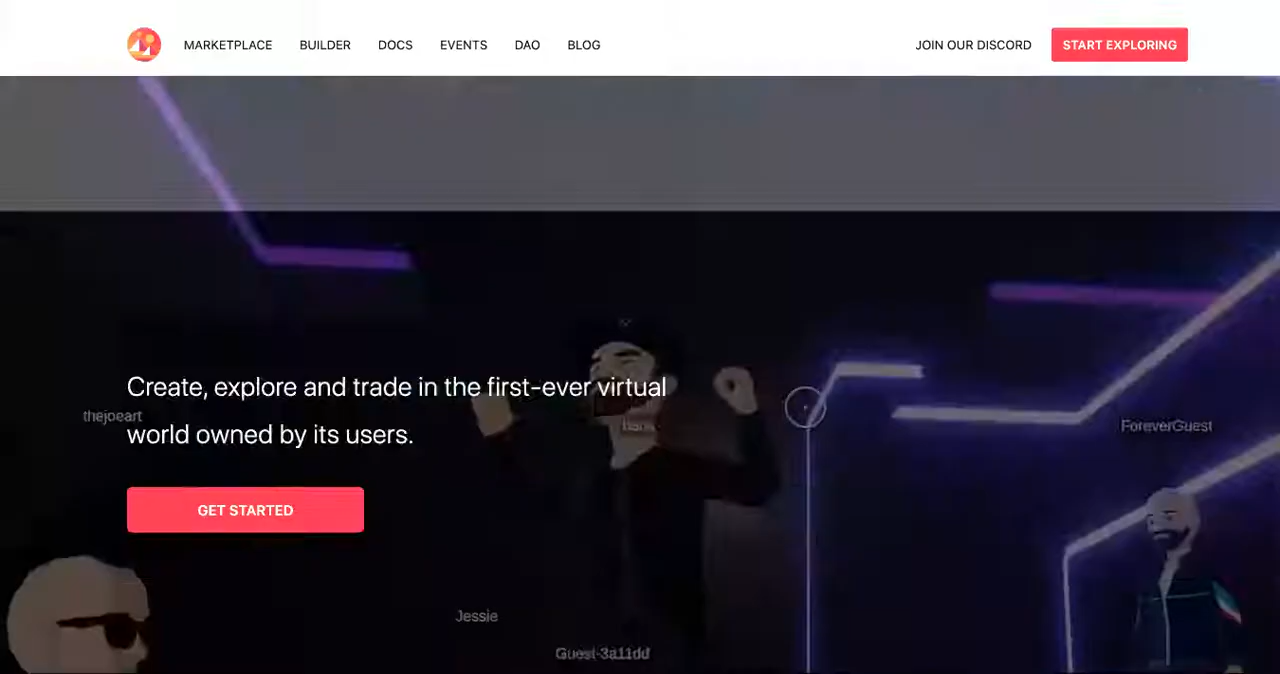 MARKETPLACE BUILDER DOCS EVENTS DAO BLOG JOIN OUR DISCORD START EXPLORING
Create, explore and trade in the first-ever virtual
thejoeart
ForeverGuest
world owned by its users.
GET STARTED
Jessie
Guest-3a11dd